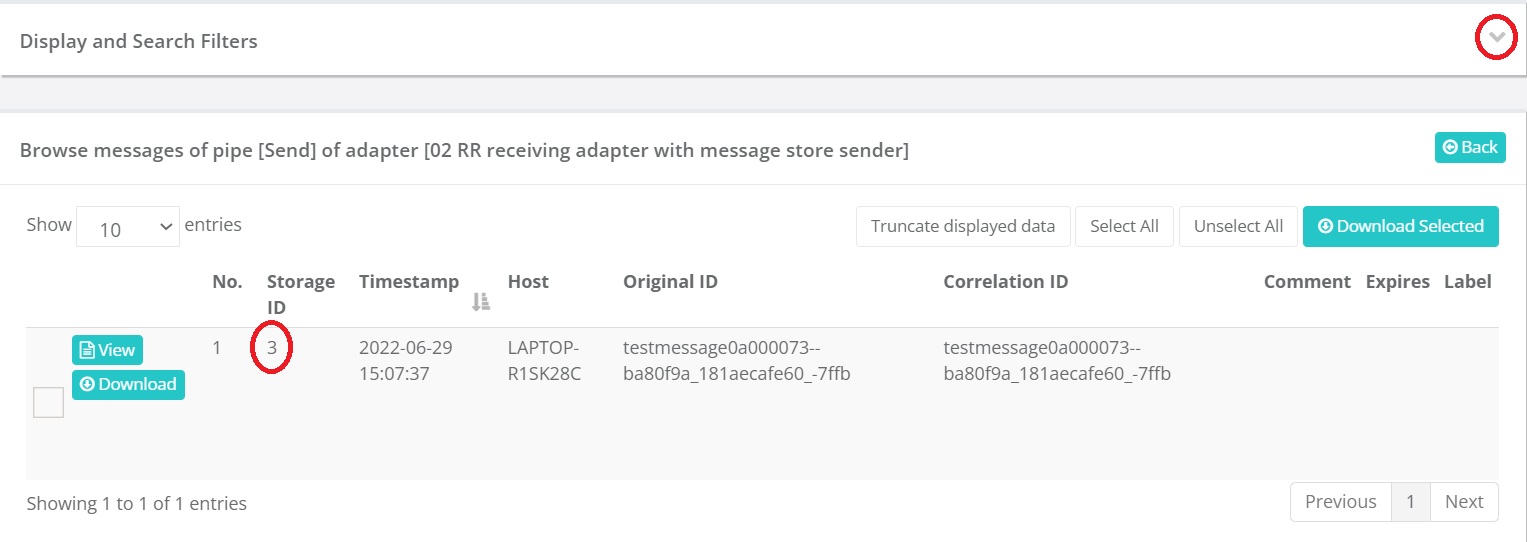 Display and Search Filters
Browse messages of pipe [Send] of adapter [02 RR receiving adapter with message store sender]
Back
Show 10 entries
Truncate displayed data
Select All
Unselect All
Download Selected
No.
Storage
ID
Timestamp
Host
Original ID
Correlation ID
Comment
Expires
Label
View
Download
1
3
2022-06-29
15:07:37
LAPTOP-
R1SK28C
testmessage0a000073--
ba80f9a_181aecafe60_-7ffb
testmessage0a000073--
ba80f9a_181aecafe60_-7ffb
Showing 1 to 1 of 1 entries
Previous
1
Next